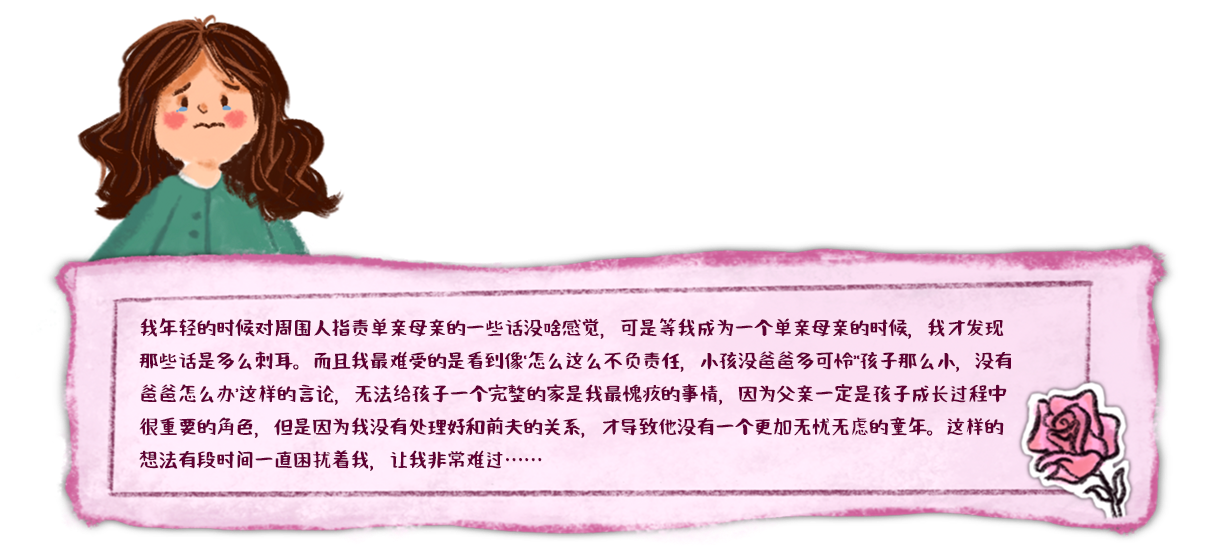 我年轻的时候对周围人指责单亲母亲的一些话没啥感觉，可是等我成为一个单亲母亲的时候，我才发现
那些话是多么刺耳。而且我最难受的是看到像‘怎么这么不负责任，小孩没爸爸多可怜’‘孩子那么小，没有
爸爸怎么办’这样的言论，无法给孩子一个完整的家是我最愧疚的事情，因为父亲一定是孩子成长过程中
很重要的角色，但是因为我没有处理好和前夫的关系，才导致他没有一个更加无忧无虑的童年。这样的
想法有段时间一直困扰着我，让我非常难过……